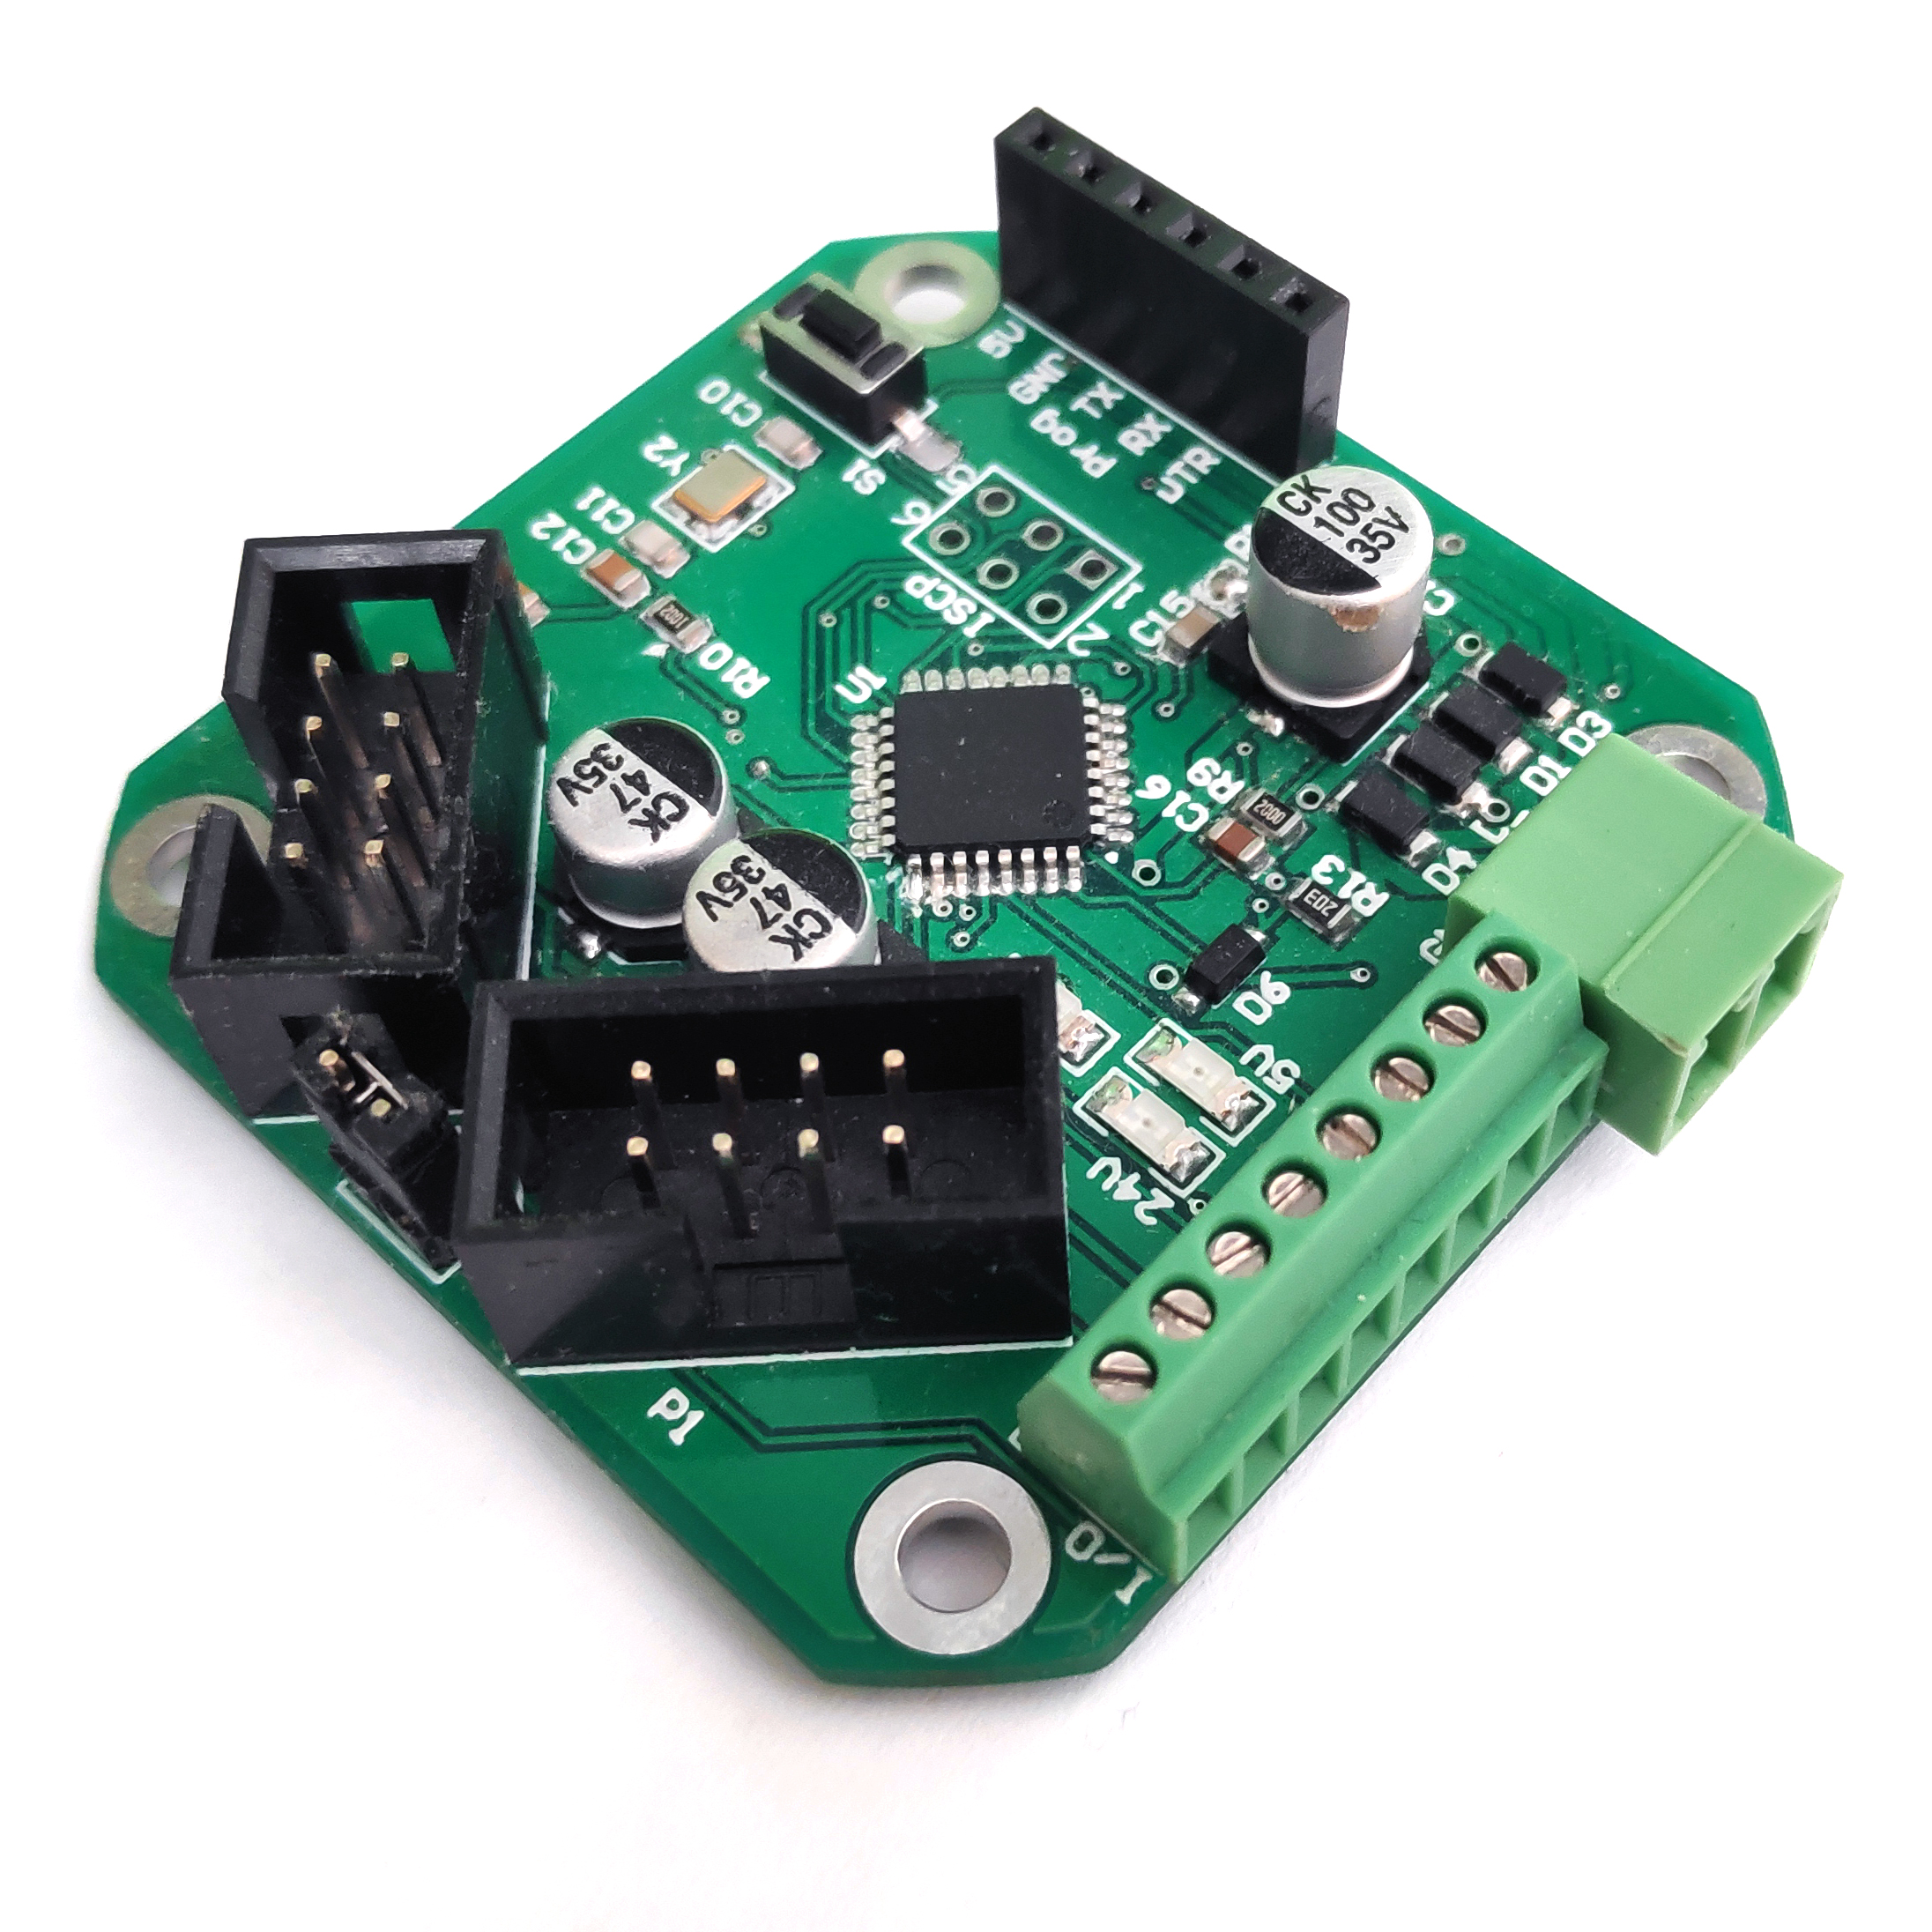 5V
GND
TX
RX
DTR
Prog
S1
C10
Y2
C11
C12
R10
5
6
1
2
ISCP
U1
C15
CK
100
35V
CK
47
35V
CK
47
35V
R9
C16
R13
1002
2000
203
D3
D1
D4
D6
5V
24V
P1
I/O